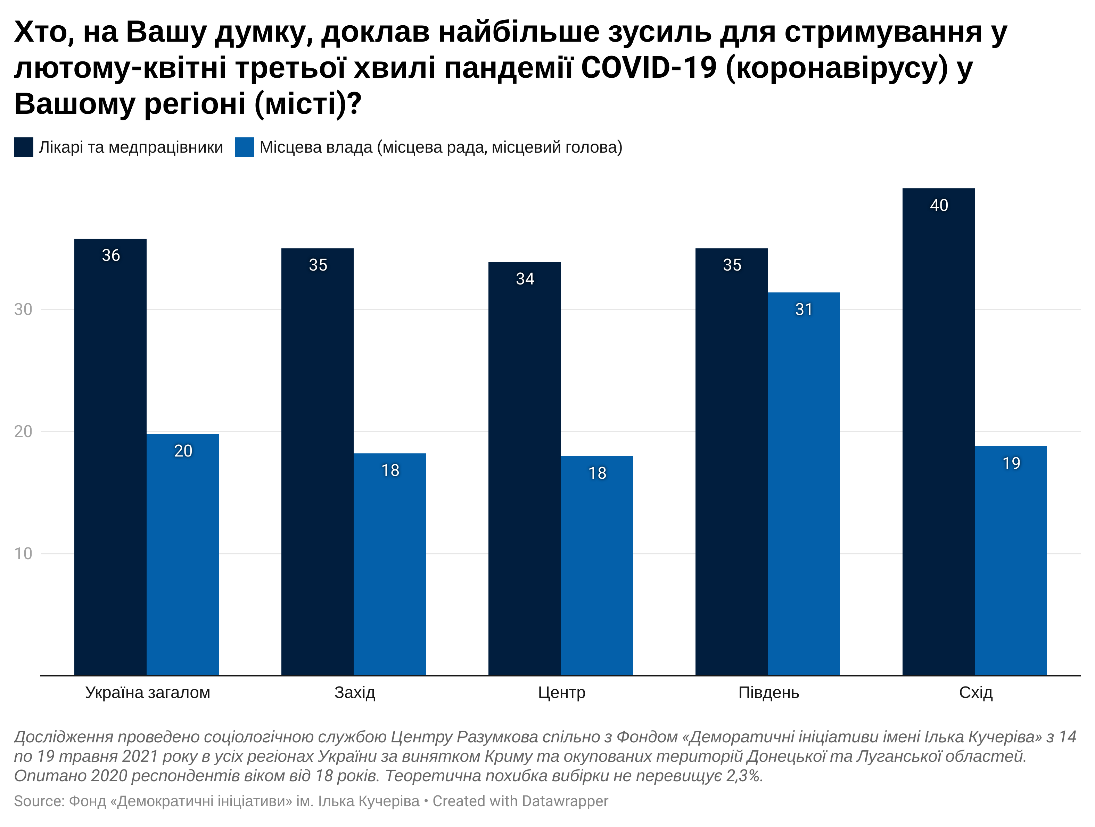 Хто, на Вашу думку, доклав найбільше зусиль для стримування у
лютому-квітні третьої хвилі пандемії COVID-19 (коронавірусу) у
Вашому регіоні (місті)?
Лікарі та медпрацівники Місцева влада (місцева рада, місцевий голова)
36 20 35 18 34 18 35 31 40 19
30
20
10
Україна загалом Захід Центр Південь Схід
Дослідження проведено соціологічною службою Центру Разумкова спільно з Фондом «Деморатичні ініціативи імені Ілька Кучеріва» з 14
по 19 травня 2021 року в усіх регіонах України за винятком Криму та окупованих територій Донецької та Луганської областей.
Опитано 2020 респондентів віком від 18 років. Теоретична похибка вибірки не перевищує 2,3%.
Source: Фонд «Демократичні ініціативи» ім. Ілька Кучеріва • Created with Datawrapper